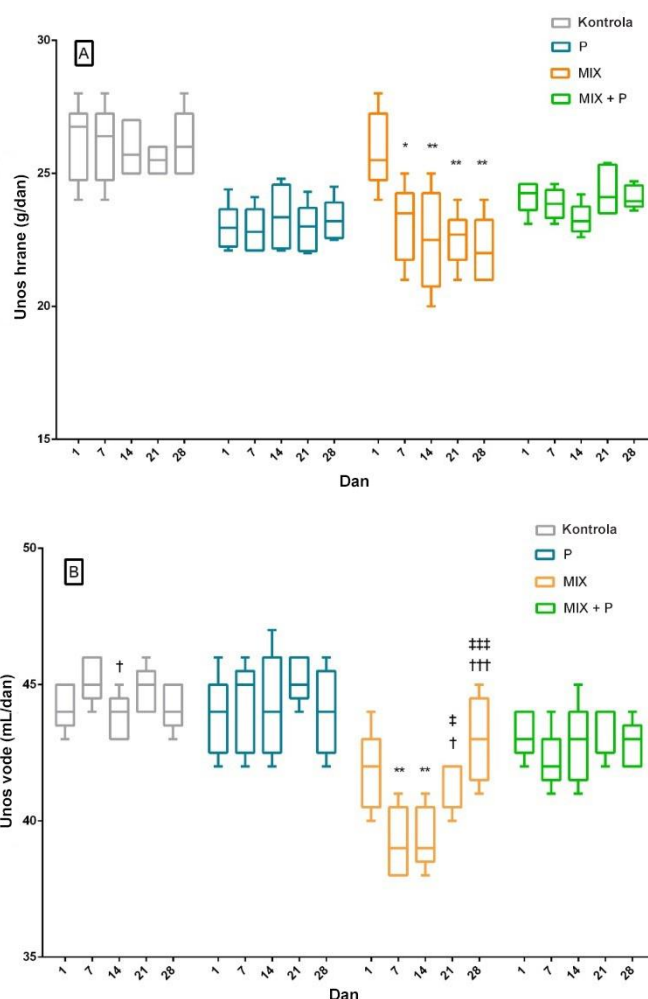 A
Kontrola
P
MIX
MIX + P
Unos hrane (g/dan)
30
25
20
15
* ** ** **
1 7 14 21 28 1 7 14 21 28 1 7 14 21 28 1 7 14 21 28
Dan
B
Kontrola
P
MIX
MIX + P
Unos vode (mL/dan)
50
45
40
35
†
** **
‡
†
‡‡‡
†††
1 7 14 21 28 1 7 14 21 28 1 7 14 21 28 1 7 14 21 28
Dan